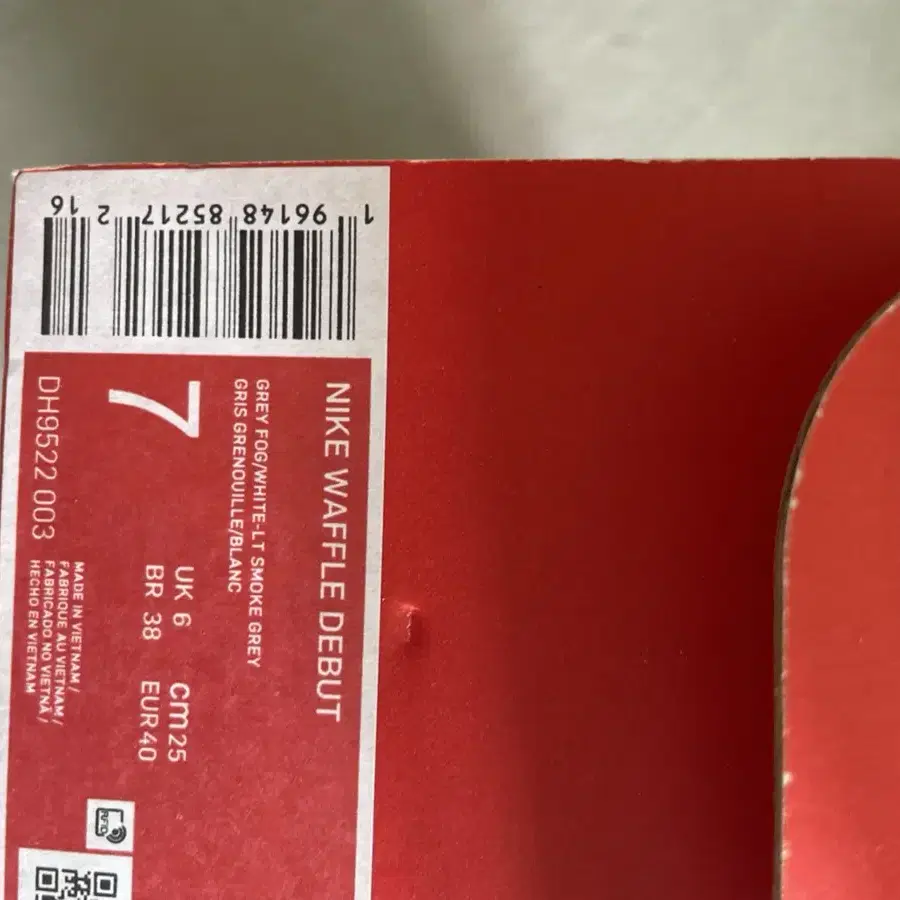 NIKE WAFFLE DEBUT
GREY FOG/WHITE-LT SMOKE GREY
GRIS GRENOUILLE/BLANC
7
UK 6 cm 25
BR 38 EUR 40
DH9522 003
MADE IN VIETNAM /
FABRIQUE AU VIETNAM /
FABRICADO NO VIETNÃ /
HECHO EN VIETNAM
RFID
1 96148 85217 2 16